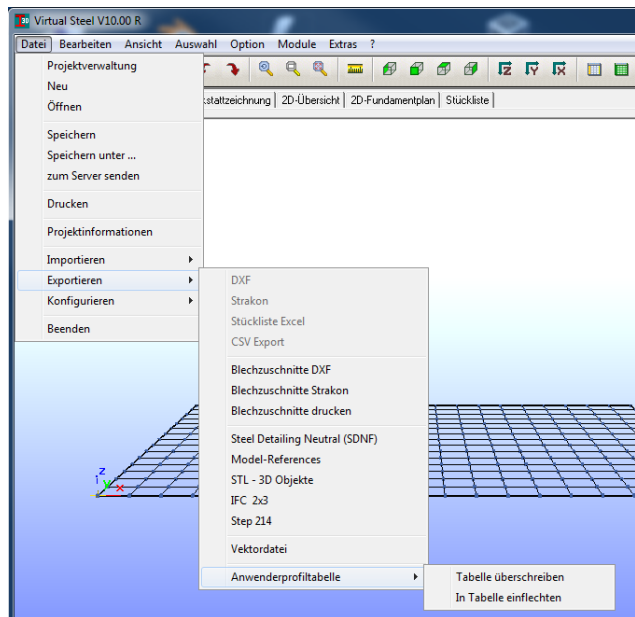 Virtual Steel V10.00 R
Datei Bearbeiten Ansicht Auswahl Option Module Extras ?
Projektverwaltung
Neu
Öffnen
Speichern
Speichern unter ...
zum Server senden
Drucken
Projektinformationen
Importieren
Exportieren
Konfigurieren
Beenden
Z Y X
kstattzeichnung 2D-Übersicht 2D-Fundamentplan Stückliste
DXF
Strakon
Stückliste Excel
CSV Export
Blechzuschnitte DXF
Blechzuschnitte Strakon
Blechzuschnitte drucken
Steel Detailing Neutral (SDNF)
Model-References
STL - 3D Objekte
IFC 2x3
Step 214
Vektordatei
Anwenderprofiltabelle
Tabelle überschreiben
In Tabelle einflechten
z
y x